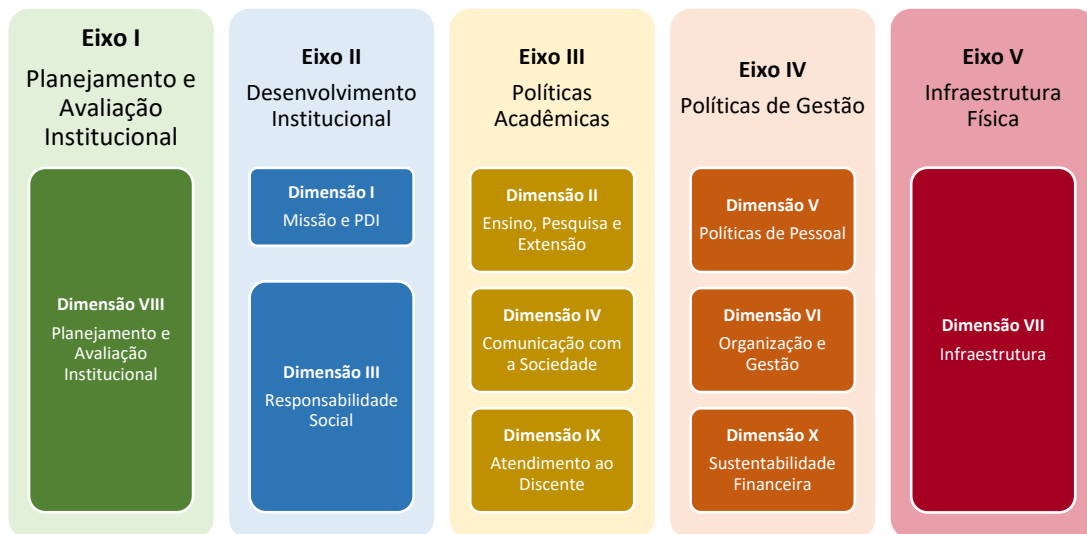 Eixo I
Planejamento e
Avaliação
Institucional
Dimensão VIII
Planejamento e
Avaliação
Institucional
Eixo II
Desenvolvimento
Institucional
Dimensão I
Missão e PDI
Dimensão III
Responsabilidade
Social
Eixo III
Políticas
Acadêmicas
Dimensão II
Ensino, Pesquisa e
Extensão
Dimensão IV
Comunicação com
a Sociedade
Dimensão IX
Atendimento ao
Discente
Eixo IV
Políticas de Gestão
Dimensão V
Políticas de Pessoal
Dimensão VI
Organização e
Gestão
Dimensão X
Sustentabilidade
Financeira
Eixo V
Infraestrutura
Física
Dimensão VII
Infraestrutura